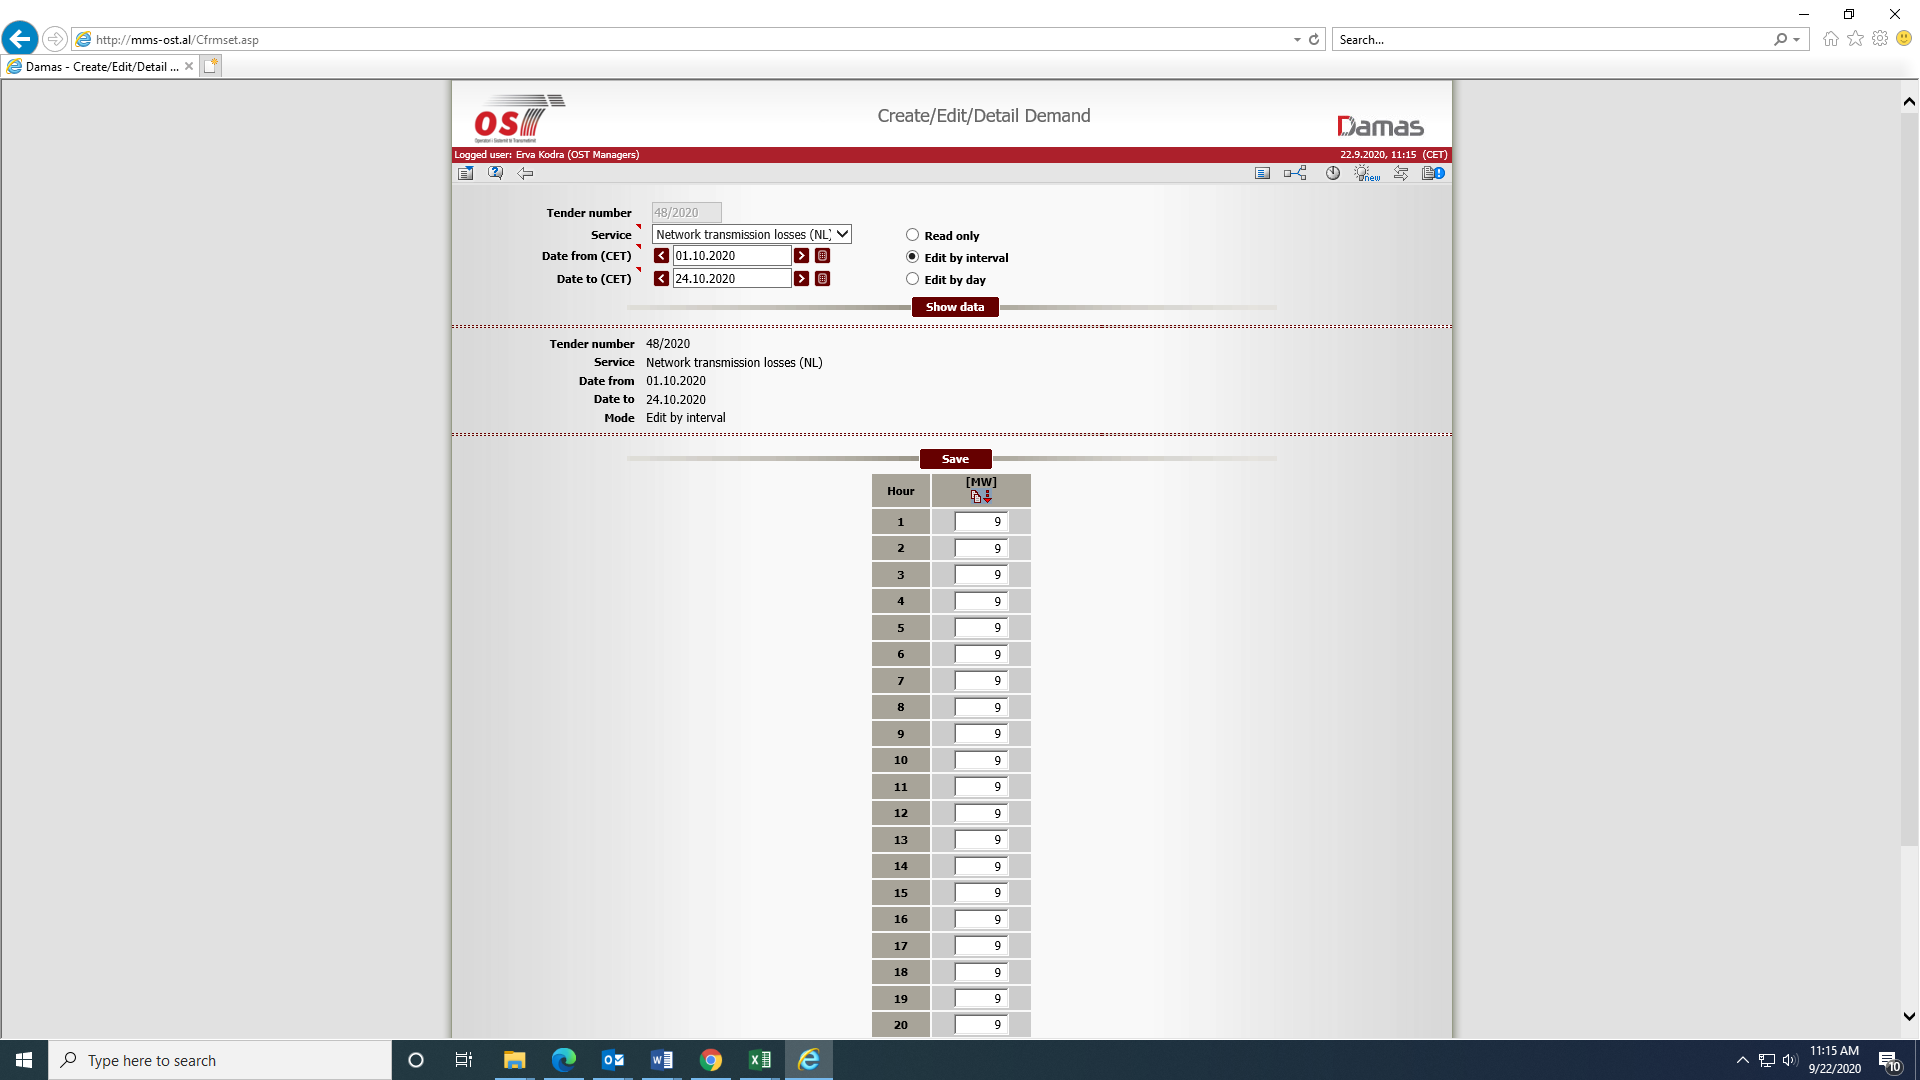 http://mms-ost.al/Cfrmset.asp
Search...
Damas - Create/Edit/Detail ...
OST
Create/Edit/Detail Demand
Damas
Logged user: Erva Kodra (OST Managers)
22.9.2020, 11:15 (CET)
new
Tender number 48/2020
Service Network transmission losses (NL)
Read only
Date from (CET) 01.10.2020
Edit by interval
Date to (CET) 24.10.2020
Edit by day
Show data
Tender number 48/2020
Service Network transmission losses (NL)
Date from 01.10.2020
Date to 24.10.2020
Mode Edit by interval
Save
Hour [MW]
1 9
2 9
3 9
4 9
5 9
6 9
7 9
8 9
9 9
10 9
11 9
12 9
13 9
14 9
15 9
16 9
17 9
18 9
19 9
20 9
Type here to search
11:15 AM
9/22/2020
10